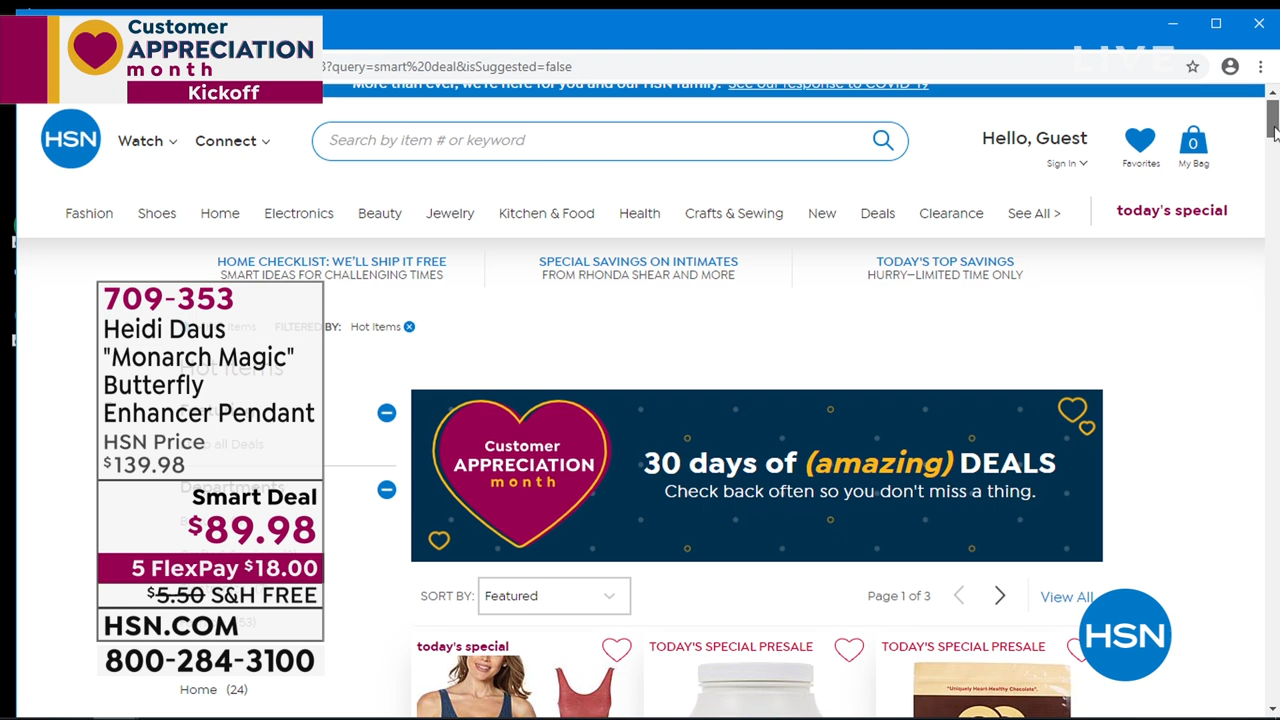 Customer
APPRECIATION
month
Kickoff
LIVE
3?query=smart%20deal&isSuggested=false
More than ever, we're here for you and our HSN family. See our response to COVID-19
HSN
Watch
Connect
Search by item # or keyword
Hello, Guest
Sign In
Favorites
0
My Bag
Fashion
Shoes
Home
Electronics
Beauty
Jewelry
Kitchen & Food
Health
Crafts & Sewing
New
Deals
Clearance
See All >
today's special
HOME CHECKLIST: WE'LL SHIP IT FREE
SMART IDEAS FOR CHALLENGING TIMES
SPECIAL SAVINGS ON INTIMATES
FROM RHONDA SHEAR AND MORE
TODAY'S TOP SAVINGS
HURRY–LIMITED TIME ONLY
FILTERED BY: Hot Items
Hot Items
709-353
Heidi Daus
"Monarch Magic"
Butterfly
Enhancer Pendant
HSN Price
$139.98
all Deals
Departments
Smart Deal
$89.98
5 FlexPay $18.00
$5.50 S&H FREE
HSN.COM
(53)
800-284-3100
Home (24)
Customer
APPRECIATION
month
30 days of (amazing) DEALS
Check back often so you don't miss a thing.
SORT BY: Featured
Page 1 of 3
View All
today's special
TODAY'S SPECIAL PRESALE
TODAY'S SPECIAL PRESALE
"Uniquely Heart-Healthy Chocolate".
HSN